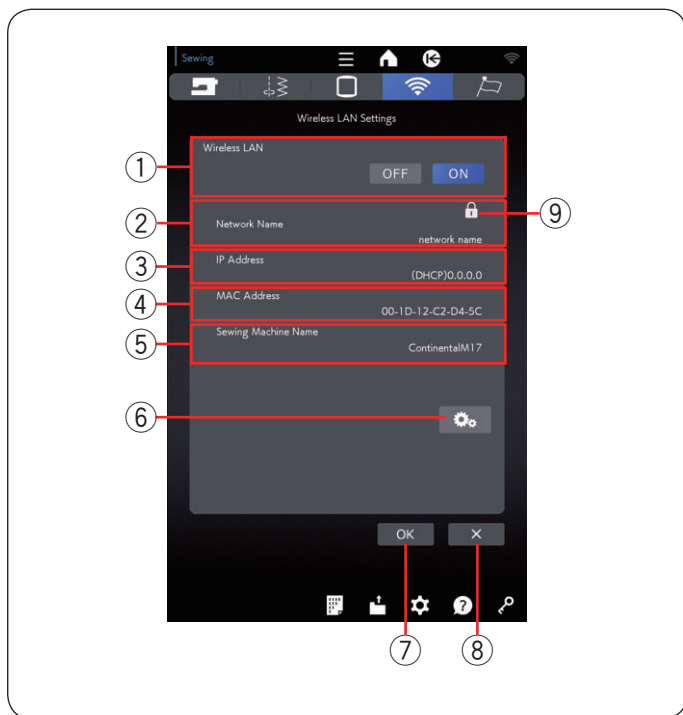 Sewing
Wireless LAN Settings
Wireless LAN
OFF ON
① ⑨
Network Name
②
network name
IP Address
③
(DHCP)0.0.0.0
MAC Address
④
00-1D-12-C2-D4-5C
Sewing Machine Name
⑤
ContinentalM17
⑥
OK ×
?
⑦ ⑧